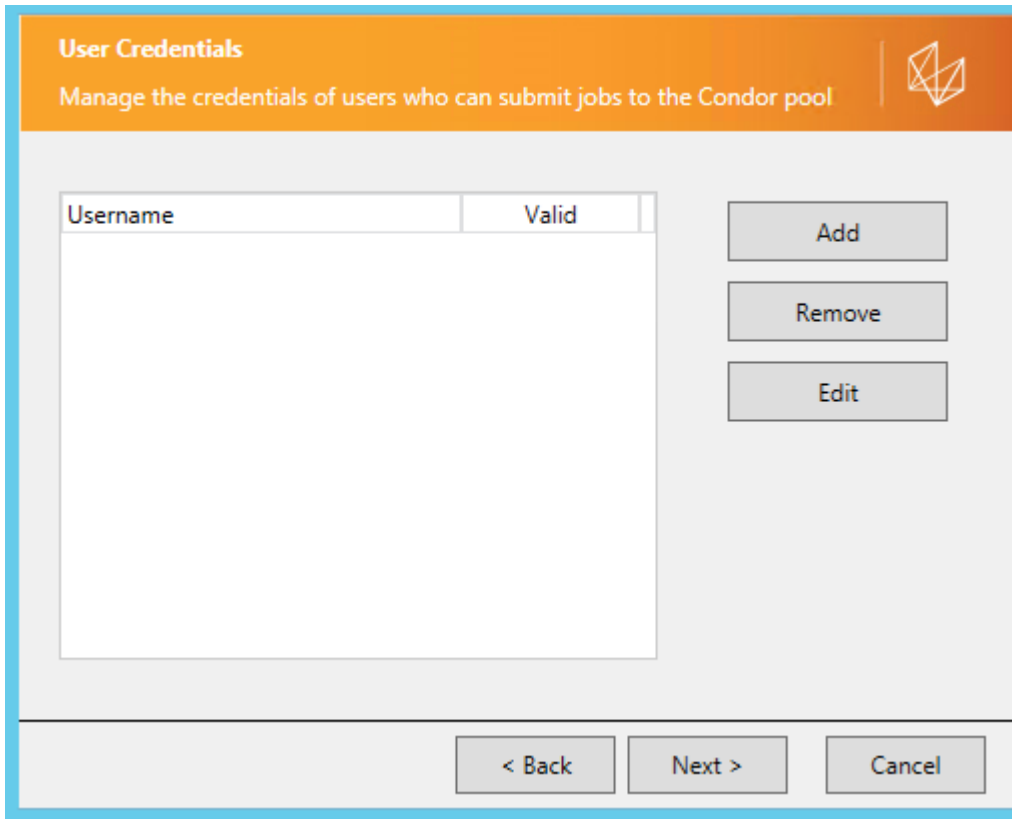 User Credentials
Manage the credentials of users who can submit jobs to the Condor pool
Username Valid
Add
Remove
Edit
< Back Next > Cancel